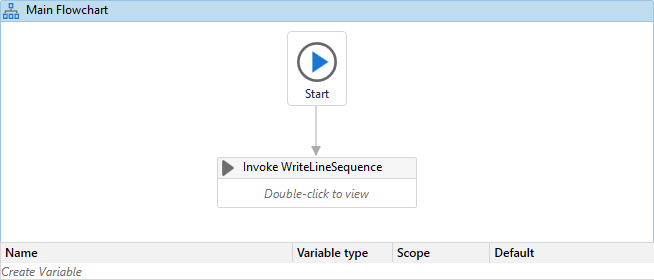 Main Flowchart
Start
Invoke WriteLineSequence
Double-click to view
Name Variable type Scope Default
Create Variable